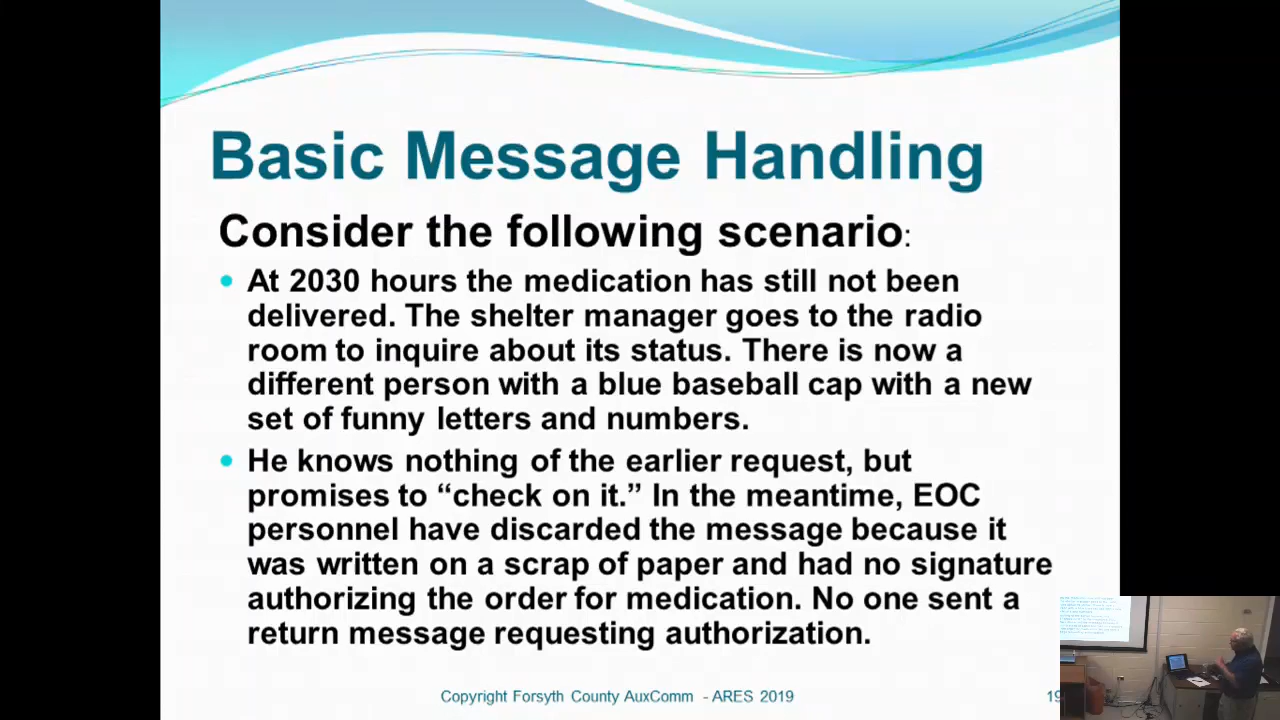 Basic Message Handling
Consider the following scenario:
At 2030 hours the medication has still not been
delivered. The shelter manager goes to the radio
room to inquire about its status. There is now a
different person with a blue baseball cap with a new
set of funny letters and numbers.
He knows nothing of the earlier request, but
promises to “check on it.” In the meantime, EOC
personnel have discarded the message because it
was written on a scrap of paper and had no signature
authorizing the order for medication. No one sent a
return message requesting authorization.
Copyright Forsyth County AuxComm - ARES 2019